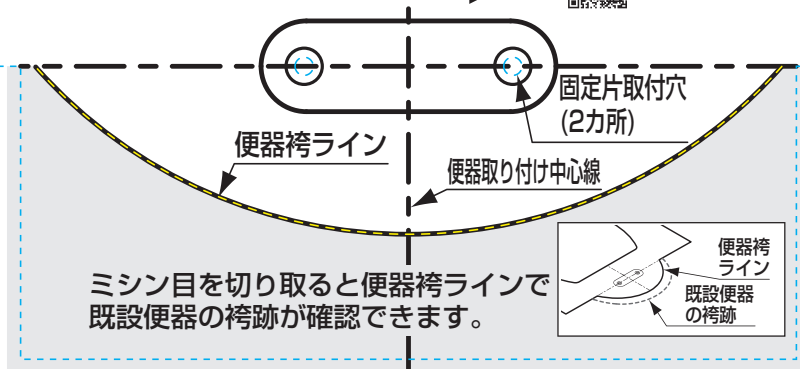 固定片取付穴
(2カ所)
便器袴ライン
便器取り付け中心線
ミシン目を切り取ると便器袴ラインで
既設便器の袴跡が確認できます。
便器袴
ライン
既設便器
の袴跡